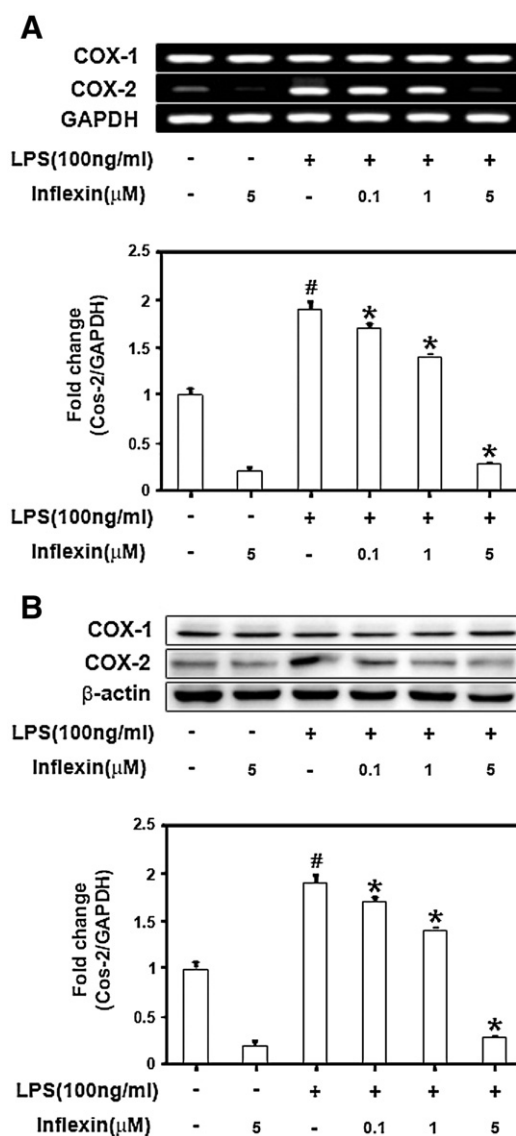 A
COX-1
COX-2
GAPDH
LPS(100ng/ml) - - + + + +
Inflexin(μM) - 5 - 0.1 1 5
2.5
2
1.5
1
0.5
0
Fold change
(Cos-2/GAPDH)
# * * *
LPS(100ng/ml) - - + + + +
Inflexin(μM) - 5 - 0.1 1 5
B
COX-1
COX-2
β-actin
LPS(100ng/ml) - - + + + +
Inflexin(μM) - 5 - 0.1 1 5
2.5
2
1.5
1
0.5
0
Fold change
(Cos-2/GAPDH)
# * * *
LPS(100ng/ml) - - + + + +
Inflexin(μM) - 5 - 0.1 1 5